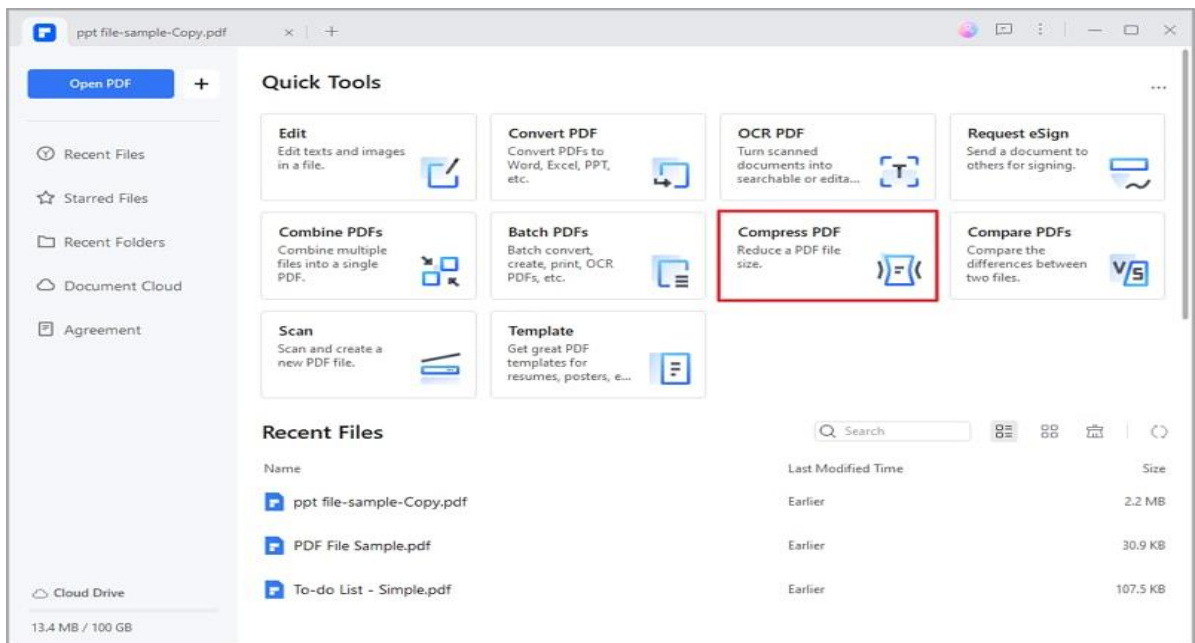 ppt file-sample-Copy.pdf
Open PDF
Recent Files
Starred Files
Recent Folders
Document Cloud
Agreement
Cloud Drive
13.4 MB / 100 GB
Quick Tools
Edit
Edit texts and images
in a file.
Convert PDF
Convert PDFs to
Word, Excel, PPT,
etc.
OCR PDF
Turn scanned
documents into
searchable or edita...
Request eSign
Send a document to
others for signing.
Combine PDFs
Combine multiple
files into a single
PDF.
Batch PDFs
Batch convert,
create, print, OCR
PDFs, etc.
Compress PDF
Reduce a PDF file
size.
Compare PDFs
Compare the
differences between
two files.
Scan
Scan and create a
new PDF file.
Template
Get great PDF
templates for
resumes, posters, e...
Recent Files
Search
Name Last Modified Time Size
ppt file-sample-Copy.pdf Earlier 2.2 MB
PDF File Sample.pdf Earlier 30.9 KB
To-do List - Simple.pdf Earlier 107.5 KB